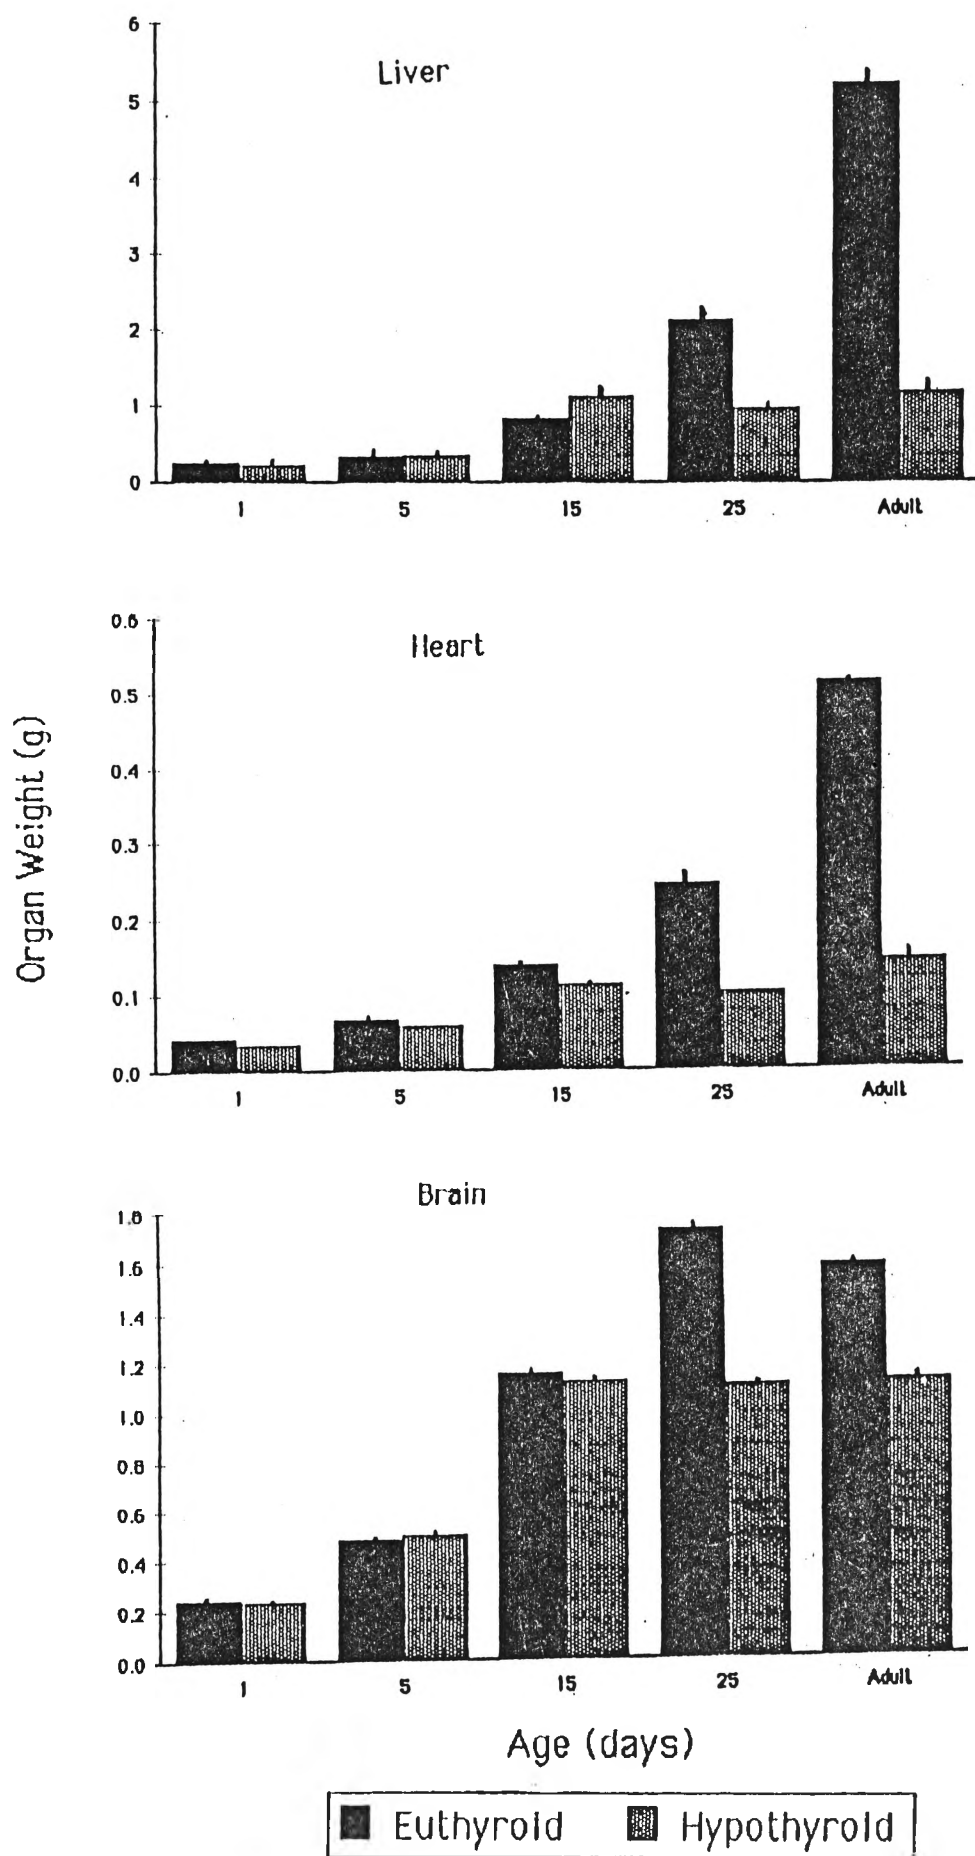 Liver
6
5
4
3
2
1
0
1 5 15 25 Adult
Organ Weight (g)
Heart
0.6
0.5
0.4
0.3
0.2
0.1
0.0
1 5 15 25 Adult
Brain
1.8
1.6
1.4
1.2
1.0
0.8
0.6
0.4
0.2
0.0
1 5 15 25 Adult
Age (days)
Euthyroid Hypothyroid